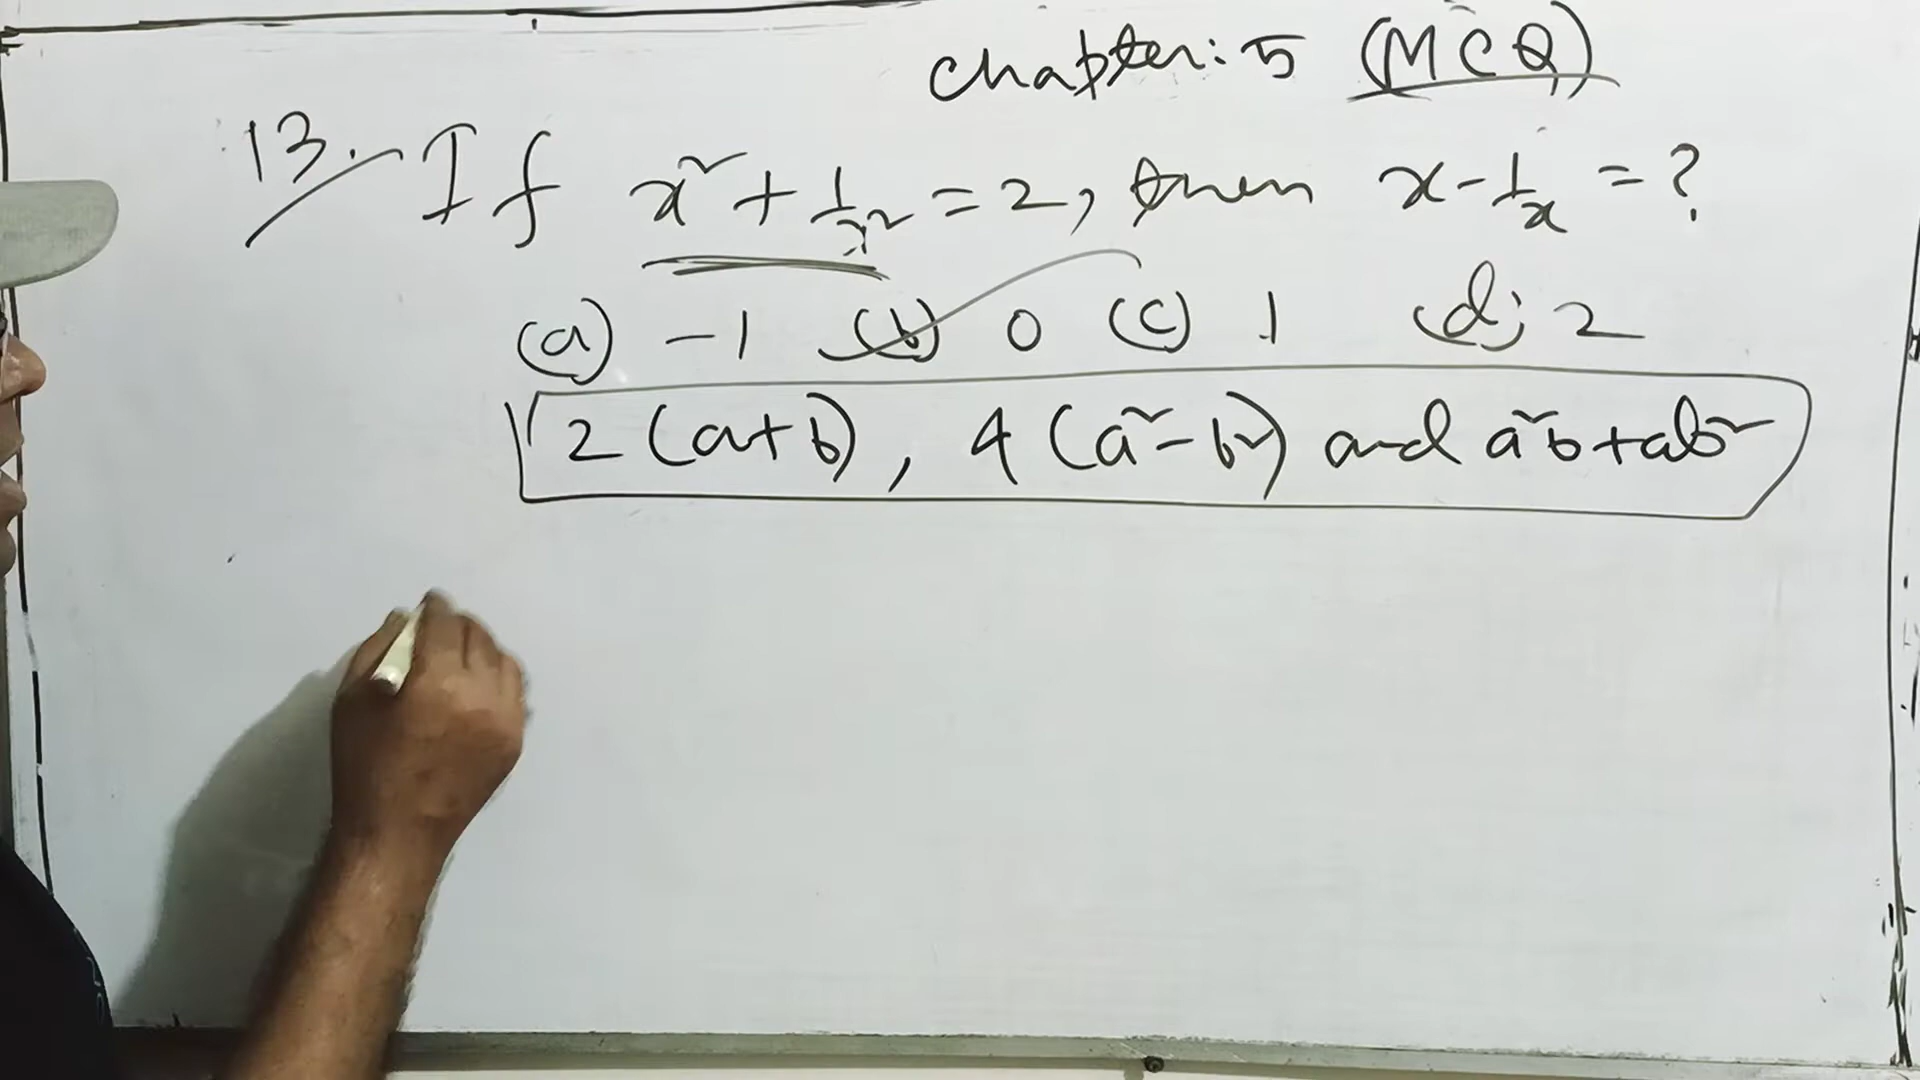 Chapter: 5 (MCQ)
13. If x² + 1/x² = 2, then x - 1/x = ?
(a) -1 (b) 0 (c) 1 (d) 2
2(a+b), 4(a²-b²) and a²b+ab²